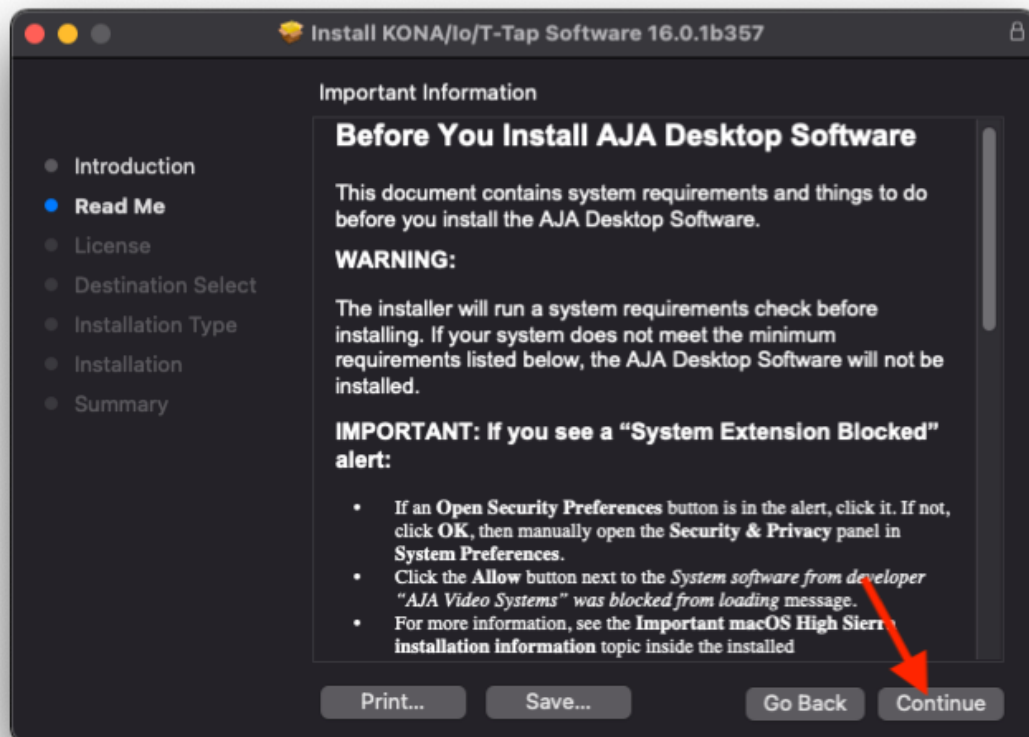 Install KONA/Io/T-Tap Software 16.0.1b357
Important Information
Introduction
Read Me
License
Destination Select
Installation Type
Installation
Summary
Before You Install AJA Desktop Software
This document contains system requirements and things to do
before you install the AJA Desktop Software.
WARNING:
The installer will run a system requirements check before
installing. If your system does not meet the minimum
requirements listed below, the AJA Desktop Software will not be
installed.
IMPORTANT: If you see a “System Extension Blocked”
alert:
• If an Open Security Preferences button is in the alert, click it. If not,
click OK, then manually open the Security & Privacy panel in
System Preferences.
• Click the Allow button next to the System software from developer
“AJA Video Systems” was blocked from loading message.
• For more information, see the Important macOS High Sierra
installation information topic inside the installed
Print...
Save...
Go Back
Continue